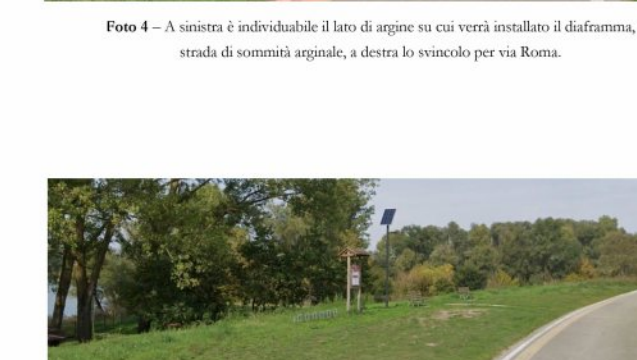 Foto 4 – A sinistra è individuabile il lato di argine su cui verrà installato il diaframma,
strada di sommità arginale, a destra lo svincolo per via Roma.